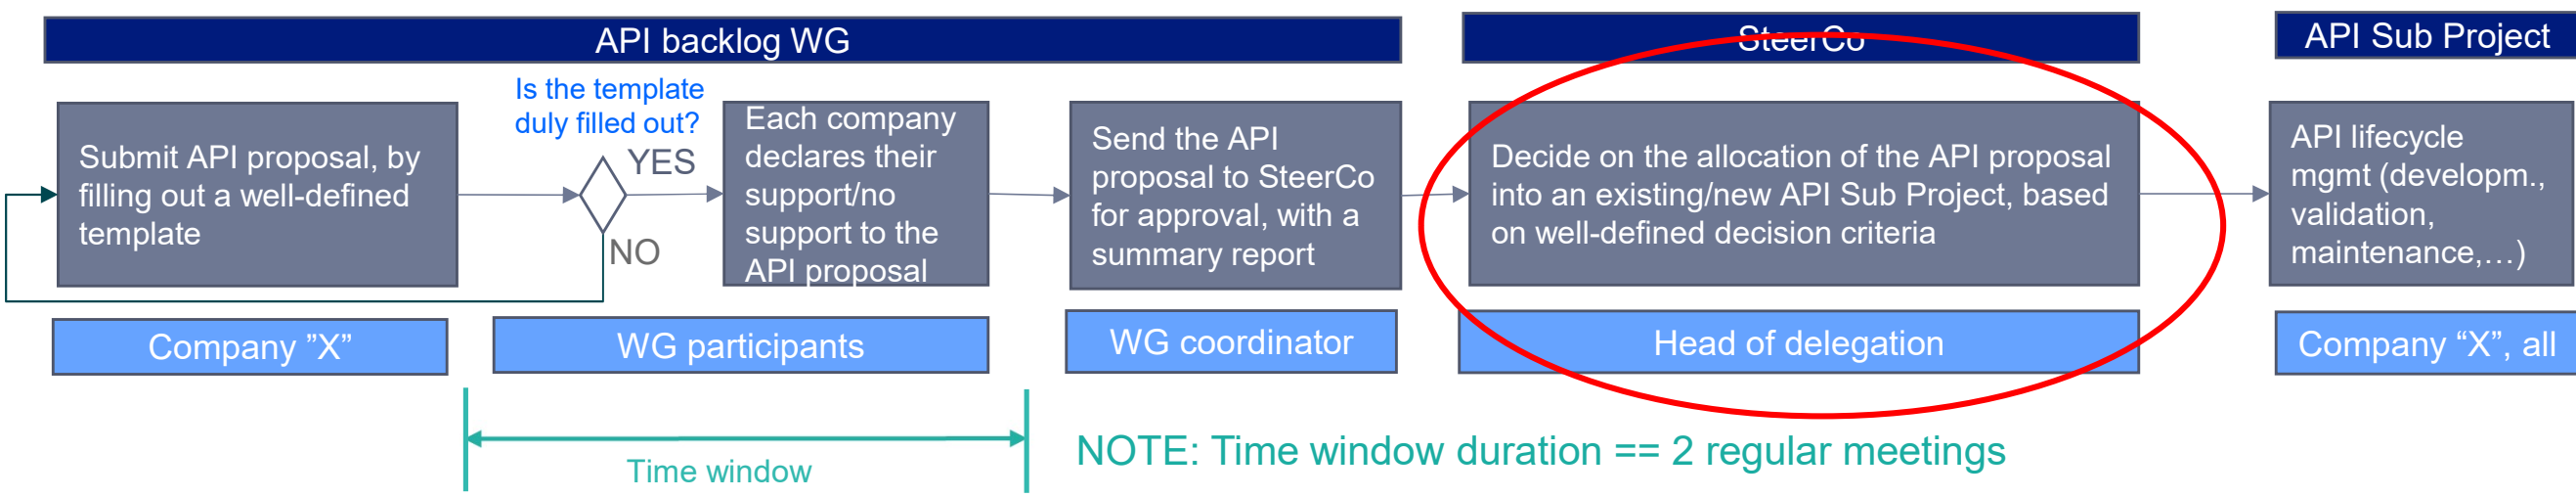 API backlog WG
SteerCo
API Sub Project
Submit API proposal, by
filling out a well-defined
template
Is the template
duly filled out?
YES
NO
Each company
declares their
support/no
support to the
API proposal
Send the API
proposal to SteerCo
for approval, with a
summary report
Decide on the allocation of the API proposal
into an existing/new API Sub Project, based
on well-defined decision criteria
API lifecycle
mgmt (developm.,
validation,
maintenance,…)
Company ”X”
WG participants
WG coordinator
Head of delegation
Company “X”, all
Time window
NOTE: Time window duration == 2 regular meetings